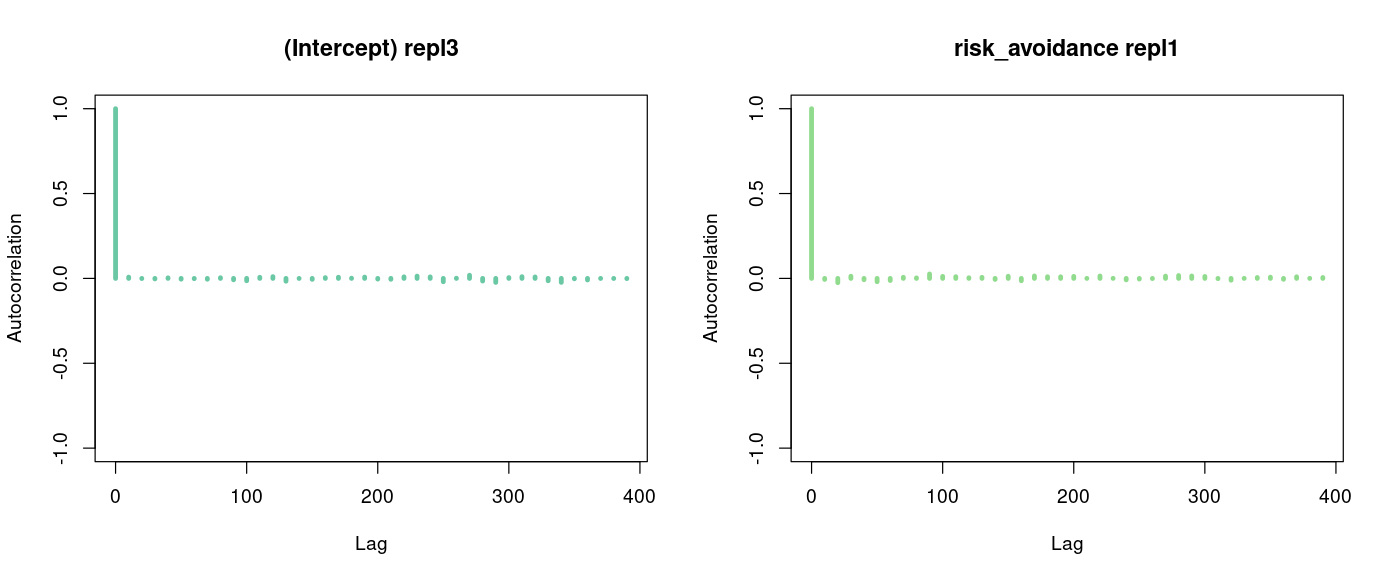 (Intercept) repl3
1.0
0.5
0.0
-0.5
-1.0
Autocorrelation
0 100 200 300 400
Lag
risk_avoidance repl1
1.0
0.5
0.0
-0.5
-1.0
Autocorrelation
0 100 200 300 400
Lag